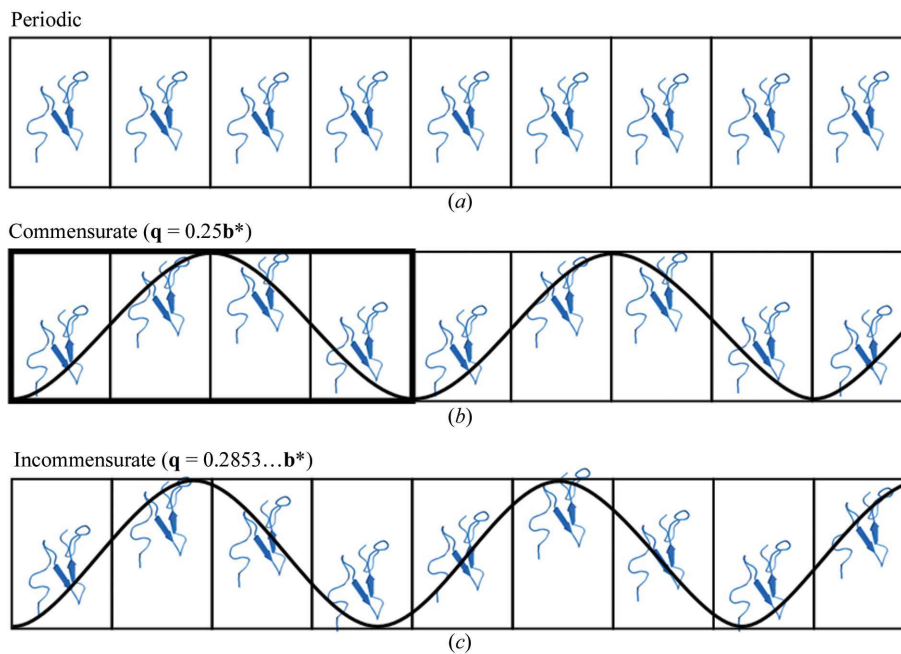 Periodic
(a)
Commensurate (q = 0.25b*)
(b)
Incommensurate (q = 0.2853…b*)
(c)